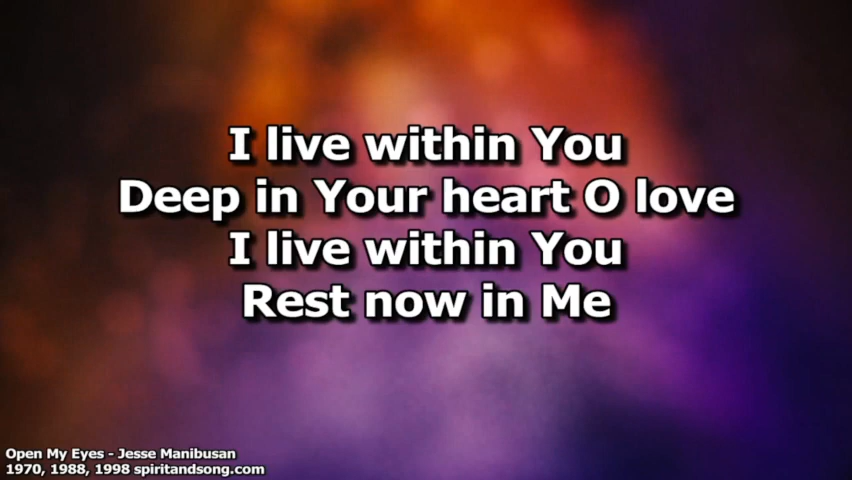 I live within You
Deep in Your heart O love
I live within You
Rest now in Me
Open My Eyes - Jesse Manibusan
1970, 1988, 1998 spiritandsong.com